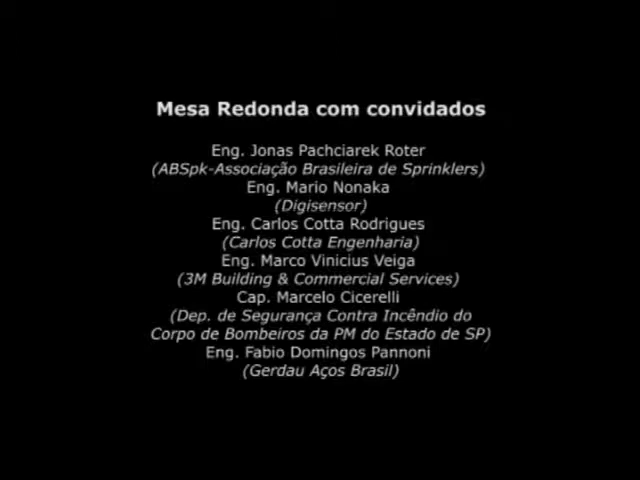 Mesa Redonda com convidados
Eng. Jonas Pachciarek Roter
(ABSpk-Associação Brasileira de Sprinklers)
Eng. Mario Nonaka
(Digisensor)
Eng. Carlos Cotta Rodrigues
(Carlos Cotta Engenharia)
Eng. Marco Vinicius Veiga
(3M Building & Commercial Services)
Cap. Marcelo Cicerelli
(Dep. de Segurança Contra Incêndio do
Corpo de Bombeiros da PM do Estado de SP)
Eng. Fabio Domingos Pannoni
(Gerdau Aços Brasil)